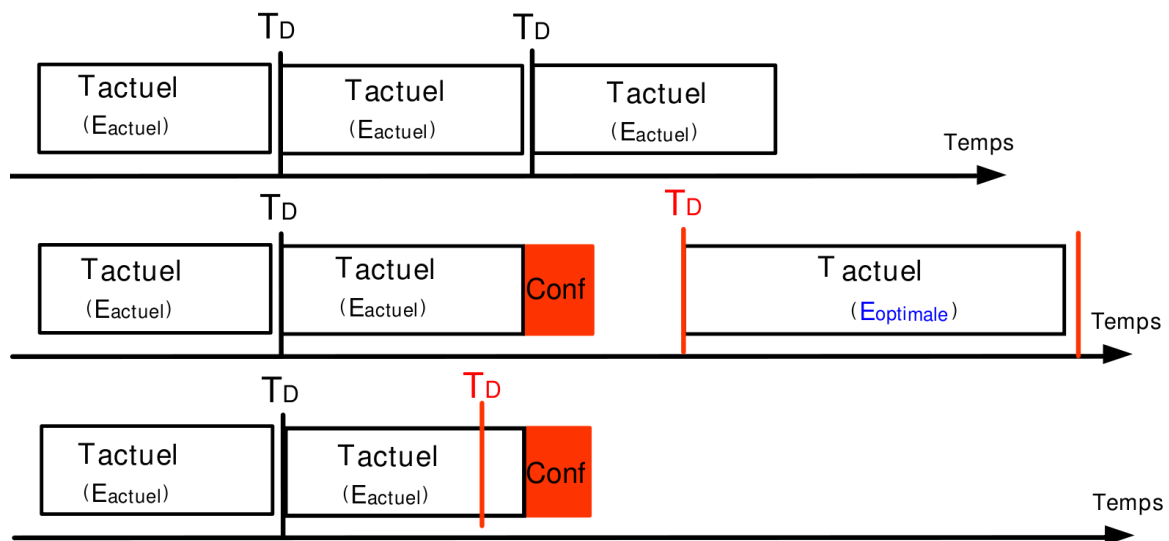 TD TD
Tactuel Tactuel Tactuel
(Eactuel) (Eactuel) (Eactuel)
Temps
TD TD
Tactuel Tactuel Conf Tactuel
(Eactuel) (Eactuel) (Eoptimale)
Temps
TD TD
Tactuel Tactuel Conf
(Eactuel) (Eactuel)
Temps